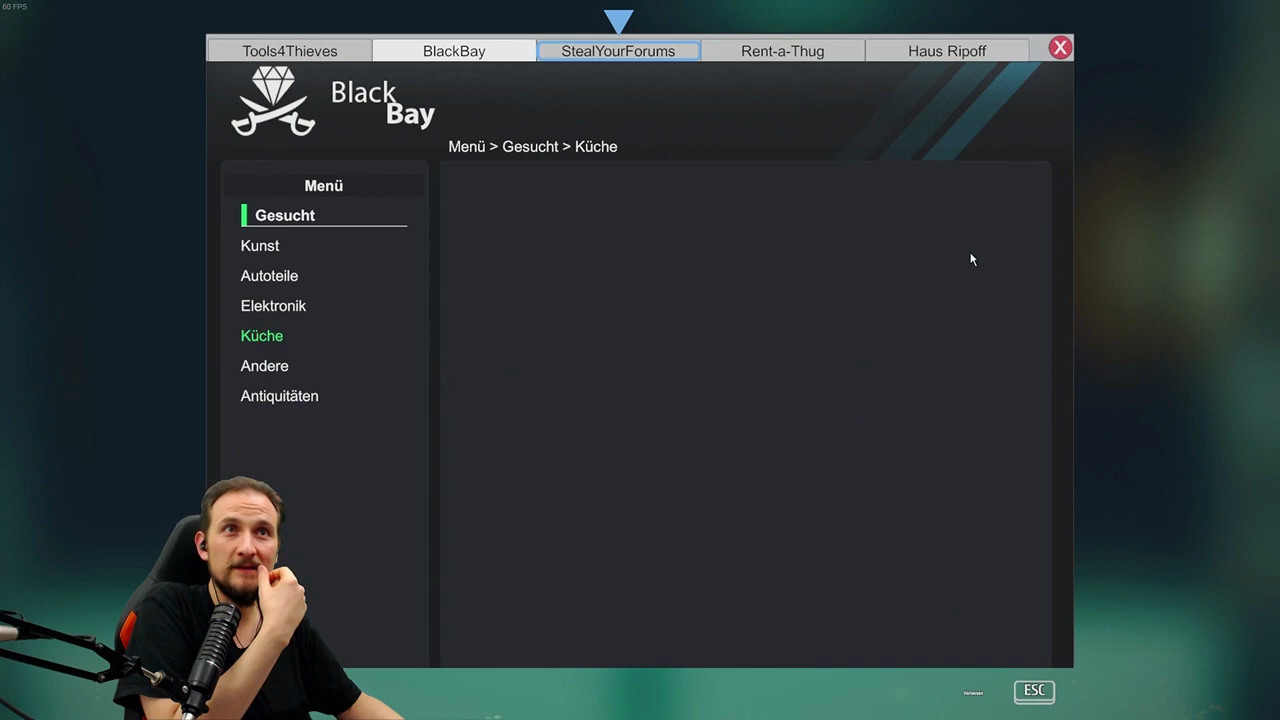 60 FPS
Tools4Thieves BlackBay StealYourForums Rent-a-Thug Haus Ripoff X
Black
Bay
Menü > Gesucht > Küche
Menü
Gesucht
Kunst
Autoteile
Elektronik
Küche
Andere
Antiquitäten
Verlassen ESC